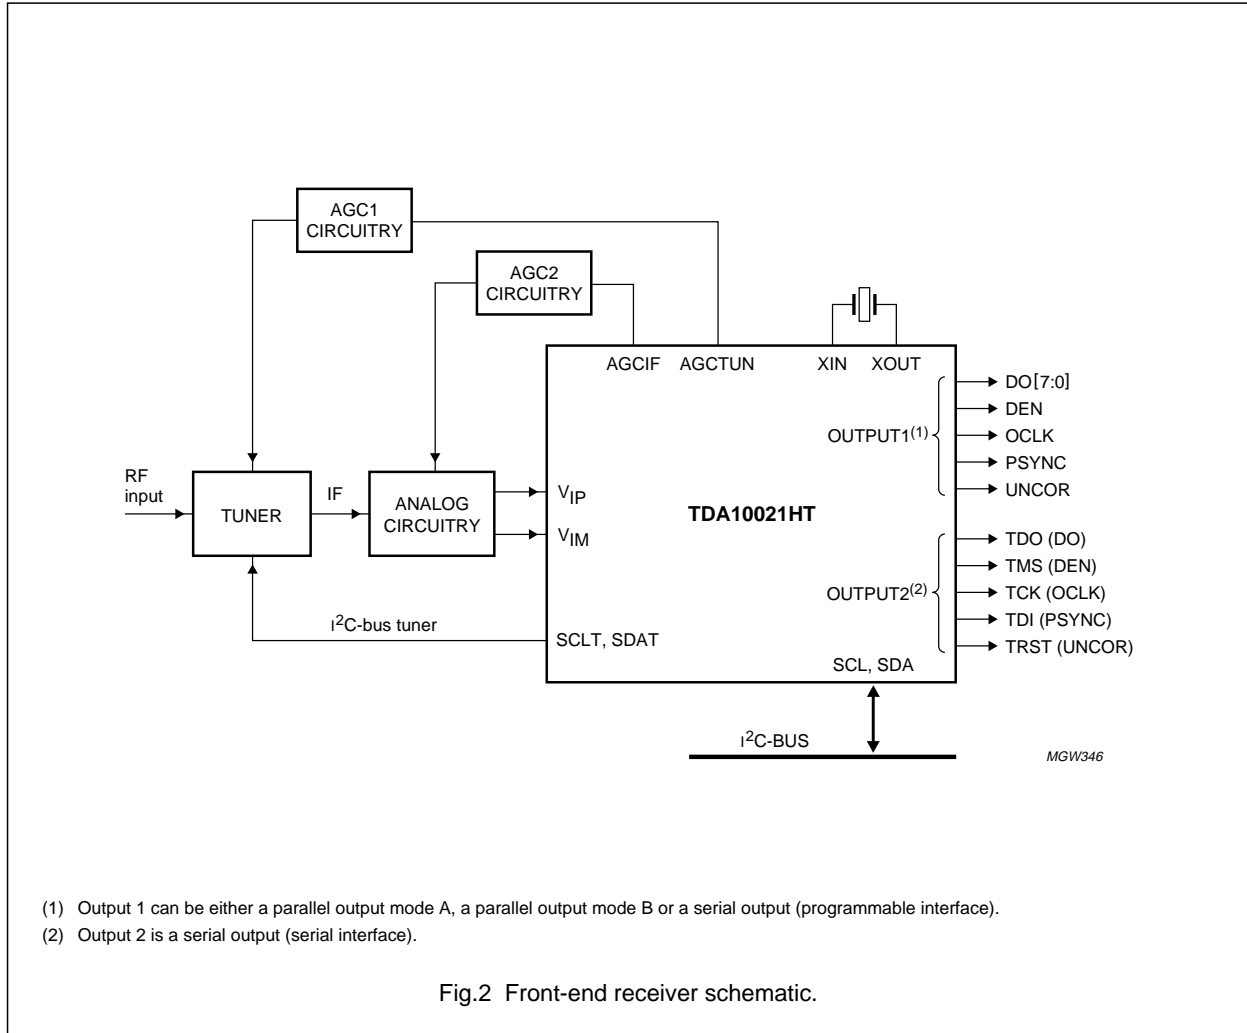 AGC1
CIRCUITRY
AGC2
CIRCUITRY
AGCIF AGCTUN XIN XOUT
DO[7:0]
DEN
OUTPUT1(1)
OCLK
PSYNC
UNCOR
RF
input
TUNER
IF
ANALOG
CIRCUITRY
VIP
VIM
TDA10021HT
TDO (DO)
TMS (DEN)
OUTPUT2(2)
TCK (OCLK)
TDI (PSYNC)
TRST (UNCOR)
I2C-bus tuner
SCLT, SDAT
SCL, SDA
I2C-BUS
MGW346
(1) Output 1 can be either a parallel output mode A, a parallel output mode B or a serial output (programmable interface).
(2) Output 2 is a serial output (serial interface).
Fig.2 Front-end receiver schematic.